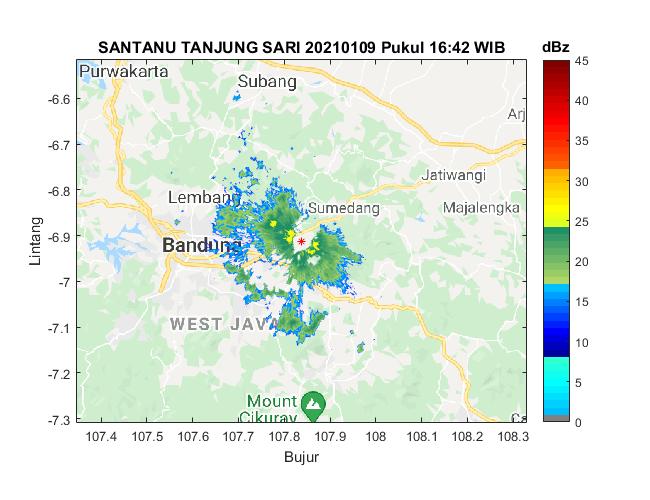 SANTANU TANJUNG SARI 20210109 Pukul 16:42 WIB
dBz
Purwakarta
Subang
Arj
Jatiwangi
Lembang
Sumedang
Majalengka
Bandung
WEST JAVA
Mount
Cikuray
-6.6
-6.7
-6.8
-6.9
-7
-7.1
-7.2
-7.3
Lintang
107.4 107.5 107.6 107.7 107.8 107.9 108 108.1 108.2 108.3
Bujur
45
40
35
30
25
20
15
10
5
0